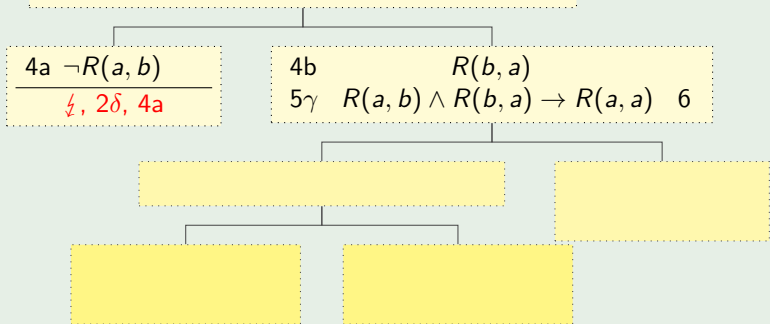 4a ¬R(a, b)
↯, 2δ, 4a
4b R(b, a)
5γ R(a, b) ∧ R(b, a) → R(a, a) 6